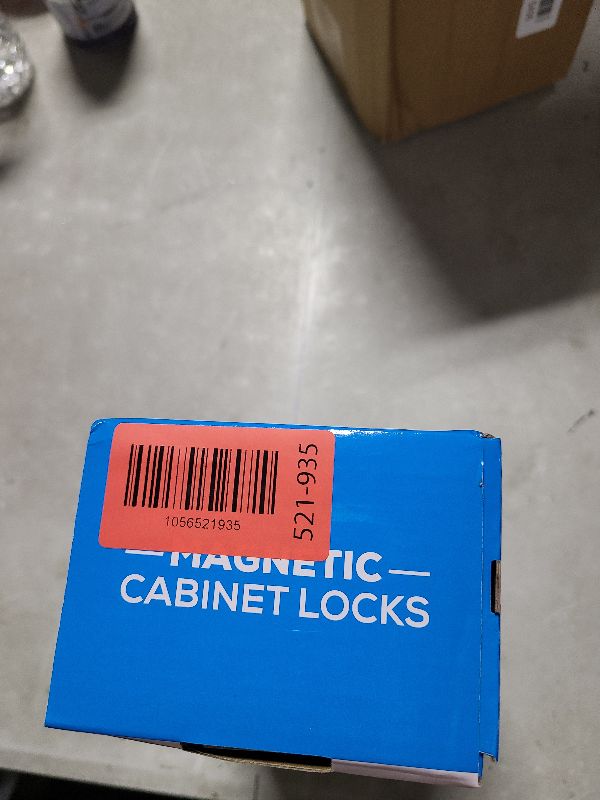 1056521935
521-935
— MAGNETIC —
CABINET LOCKS